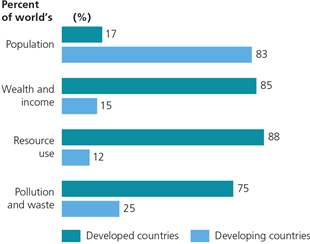 Percent
of world's (%)
Population
17
83
Wealth and
income
85
15
Resource
use
88
12
Pollution
and waste
75
25
Developed countries Developing countries